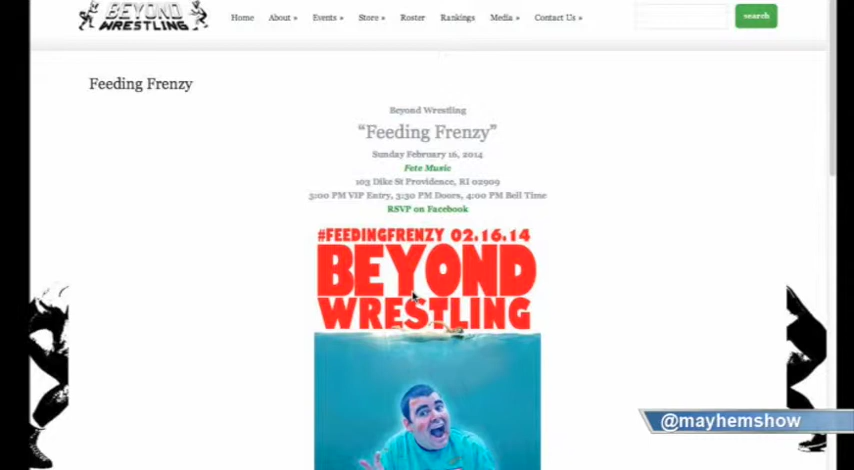 BEYOND
WRESTLING
Home About » Events » Store » Roster Rankings Media » Contact Us » search
Feeding Frenzy
Beyond Wrestling
“Feeding Frenzy”
Sunday February 16, 2014
Fete Music
103 Dike St Providence, RI 02909
3:00 PM VIP Entry, 3:30 PM Doors, 4:00 PM Bell Time
RSVP on Facebook
#FEEDINGFRENZY 02.16.14
BEYOND
WRESTLING
@mayhemshow